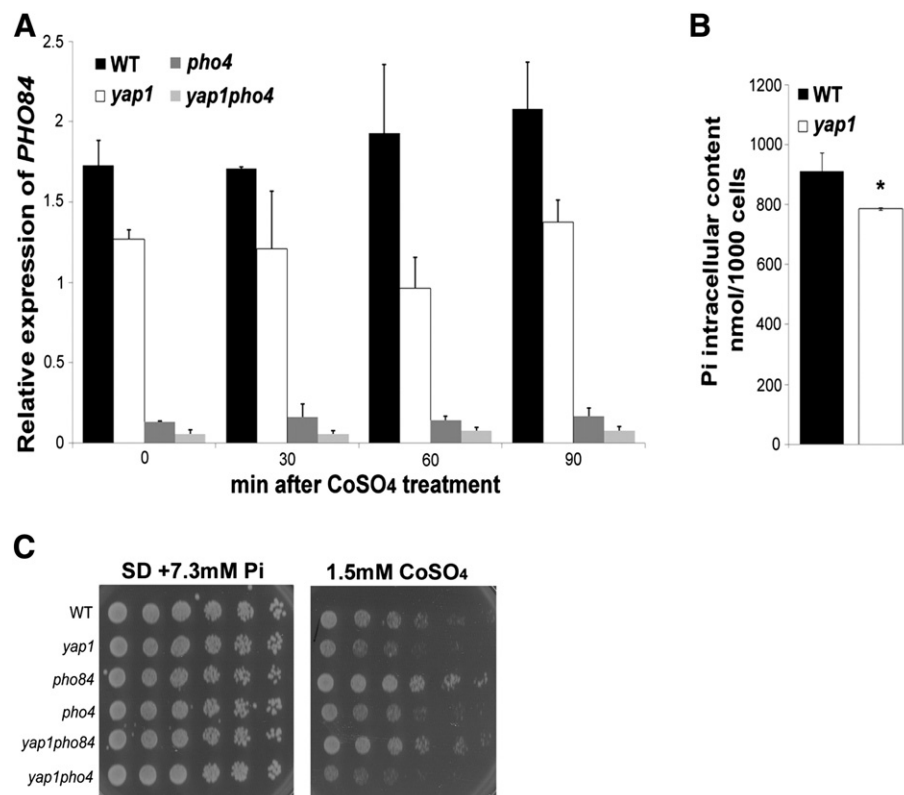 A
Relative expression of PHO84
2.5
2
1.5
1
0.5
0
WT
pho4
yap1
yap1pho4
0 30 60 90
min after CoSO₄ treatment
B
Pi intracellular content
nmol/1000 cells
1200
1000
800
600
400
200
0
WT
yap1
*
C
SD +7.3mM Pi
1.5mM CoSO₄
WT
yap1
pho84
pho4
yap1pho84
yap1pho4